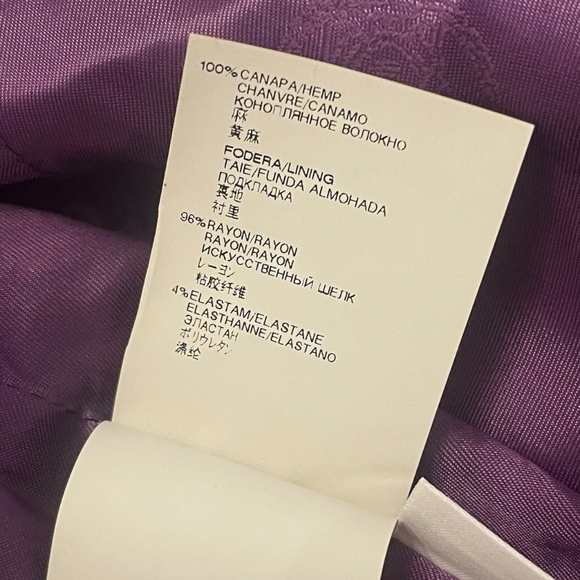 100% CANAPA/HEMP
CHANVRE/CANAMO
КОНОПЛЯННОЕ ВОЛОКНО
麻
黄麻
FODERA/LINING
TAIE/FUNDA ALMOHADA
ПОДКЛАДКА
裏地
衬里
96% RAYON/RAYON
RAYON/RAYON
ИСКУССТВЕННЫЙ ШЕЛК
レーヨン
粘胶纤维
4% ELASTAM/ELASTANE
ELASTHANNE/ELASTANO
ЭЛАСТАН
ポリウレタン
涤纶